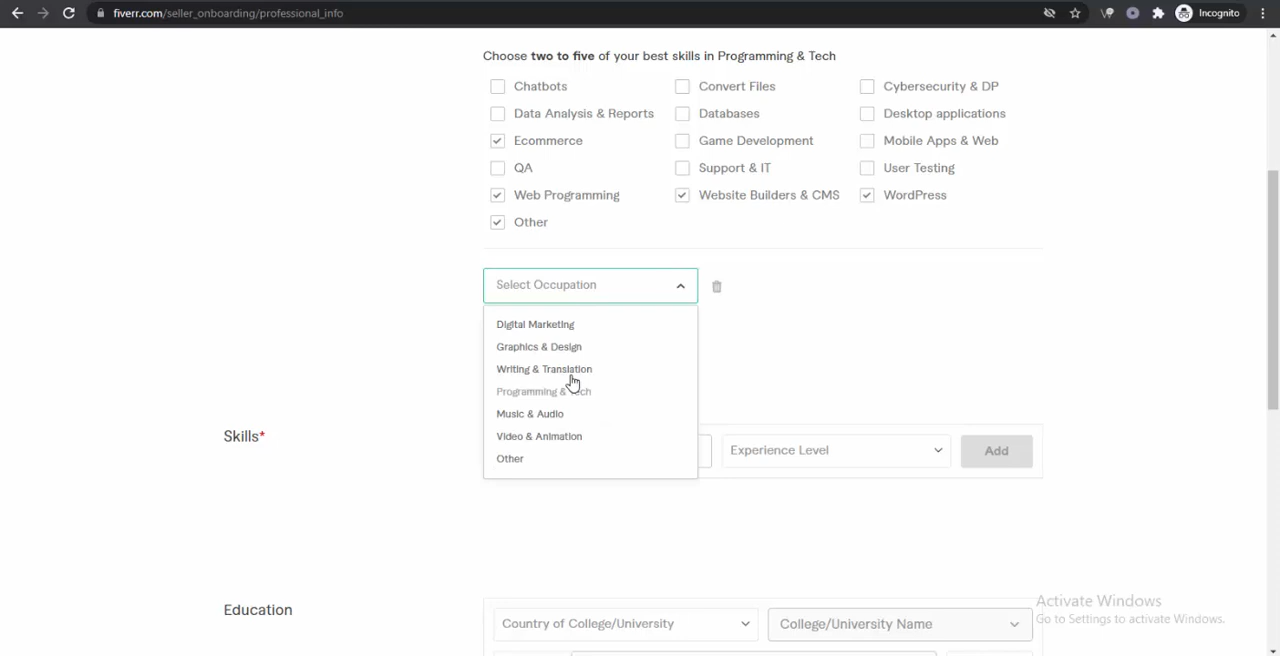 fiverr.com/seller_onboarding/professional_info
Incognito
Choose two to five of your best skills in Programming & Tech
Chatbots Convert Files Cybersecurity & DP
Data Analysis & Reports Databases Desktop applications
Ecommerce Game Development Mobile Apps & Web
QA Support & IT User Testing
Web Programming Website Builders & CMS WordPress
Other
Select Occupation
Digital Marketing
Graphics & Design
Writing & Translation
Programming & Tech
Music & Audio
Video & Animation
Other
Skills*
Experience Level Add
Education
Country of College/University College/University Name
Activate Windows
Go to Settings to activate Windows.